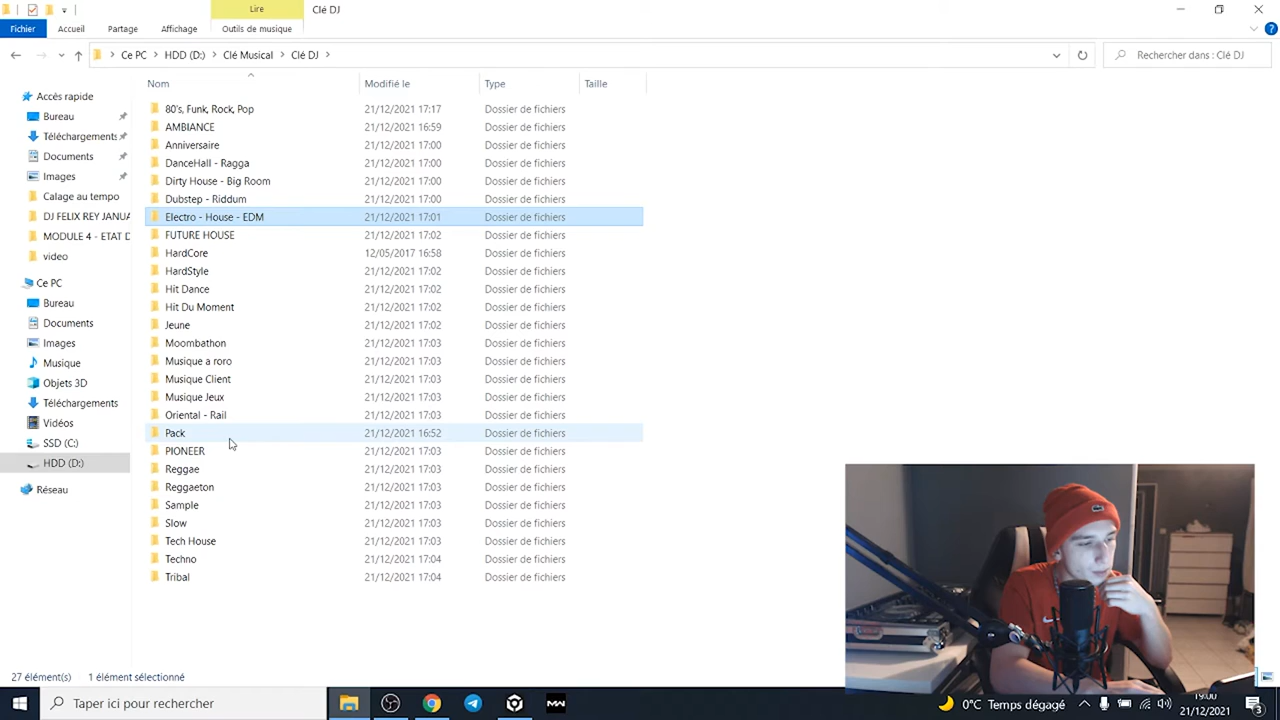 Lire
Clé DJ
Fichier
Accueil
Partage
Affichage
Outils de musique
Ce PC
HDD (D:)
Clé Musical
Clé DJ
Rechercher dans : Clé DJ
Nom
Modifié le
Type
Taille
Accès rapide
Bureau
Téléchargements
Documents
Images
Calage au tempo
DJ FELIX REY JANUA
MODULE 4 - ETAT D
video
Ce PC
Bureau
Documents
Images
Musique
Objets 3D
Téléchargements
Vidéos
SSD (C:)
HDD (D:)
Réseau
80's, Funk, Rock, Pop 21/12/2021 17:17 Dossier de fichiers
AMBIANCE 21/12/2021 16:59 Dossier de fichiers
Anniversaire 21/12/2021 17:00 Dossier de fichiers
DanceHall - Ragga 21/12/2021 17:00 Dossier de fichiers
Dirty House - Big Room 21/12/2021 17:00 Dossier de fichiers
Dubstep - Riddum 21/12/2021 17:00 Dossier de fichiers
Electro - House - EDM 21/12/2021 17:01 Dossier de fichiers
FUTURE HOUSE 21/12/2021 17:02 Dossier de fichiers
HardCore 12/05/2017 16:58 Dossier de fichiers
HardStyle 21/12/2021 17:02 Dossier de fichiers
Hit Dance 21/12/2021 17:02 Dossier de fichiers
Hit Du Moment 21/12/2021 17:02 Dossier de fichiers
Jeune 21/12/2021 17:02 Dossier de fichiers
Moombathon 21/12/2021 17:03 Dossier de fichiers
Musique a roro 21/12/2021 17:03 Dossier de fichiers
Musique Client 21/12/2021 17:03 Dossier de fichiers
Musique Jeux 21/12/2021 17:03 Dossier de fichiers
Oriental - Rail 21/12/2021 17:03 Dossier de fichiers
Pack 21/12/2021 16:52 Dossier de fichiers
PIONEER 21/12/2021 17:03 Dossier de fichiers
Reggae 21/12/2021 17:03 Dossier de fichiers
Reggaeton 21/12/2021 17:03 Dossier de fichiers
Sample 21/12/2021 17:03 Dossier de fichiers
Slow 21/12/2021 17:03 Dossier de fichiers
Tech House 21/12/2021 17:03 Dossier de fichiers
Techno 21/12/2021 17:04 Dossier de fichiers
Tribal 21/12/2021 17:04 Dossier de fichiers
27 élément(s)
1 élément sélectionné
Taper ici pour rechercher
0°C Temps dégagé
19:00
21/12/2021
3